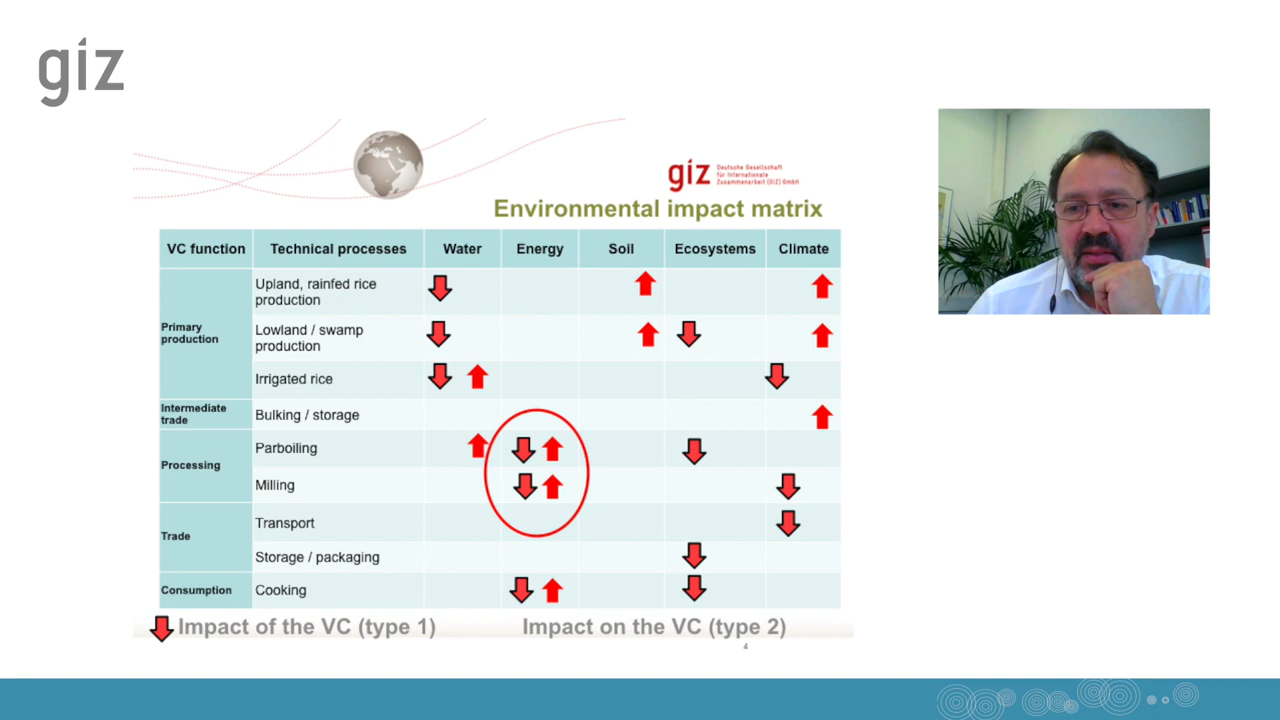 giz
giz
Deutsche Gesellschaft
für Internationale
Zusammenarbeit (GIZ) GmbH
Environmental impact matrix
VC function Technical processes Water Energy Soil Ecosystems Climate
Primary
production
Upland, rainfed rice
production
Lowland / swamp
production
Irrigated rice
Intermediate
trade
Bulking / storage
Processing
Parboiling
Milling
Trade
Transport
Storage / packaging
Consumption
Cooking
Impact of the VC (type 1) Impact on the VC (type 2)
4